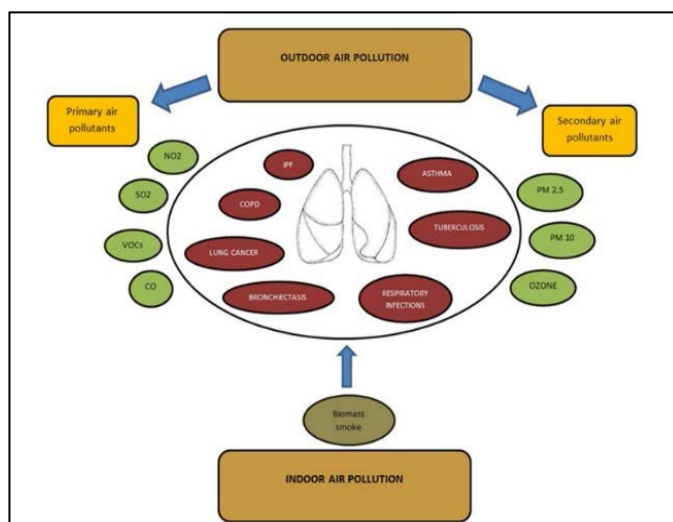 OUTDOOR AIR POLLUTION
Primary air
pollutants
Secondary air
pollutants
NO2
SO2
VOCs
CO
IPF
COPD
LUNG CANCER
BRONCHIECTASIS
ASTHMA
TUBERCULOSIS
RESPIRATORY
INFECTIONS
PM 2.5
PM 10
OZONE
Biomass
smoke
INDOOR AIR POLLUTION